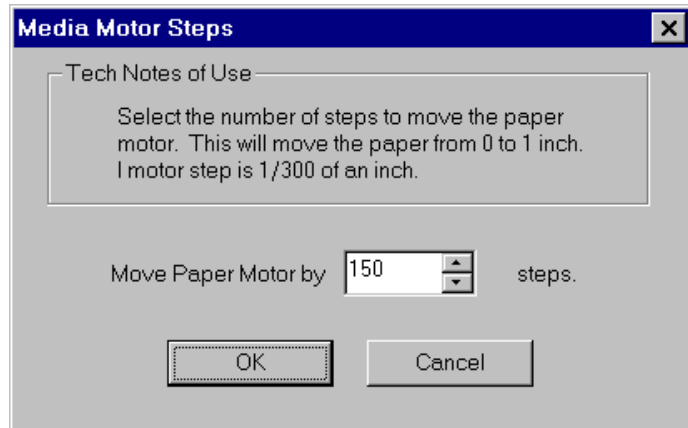 Media Motor Steps
Tech Notes of Use
Select the number of steps to move the paper
motor. This will move the paper from 0 to 1 inch.
I motor step is 1/300 of an inch.
Move Paper Motor by 150 steps.
OK Cancel